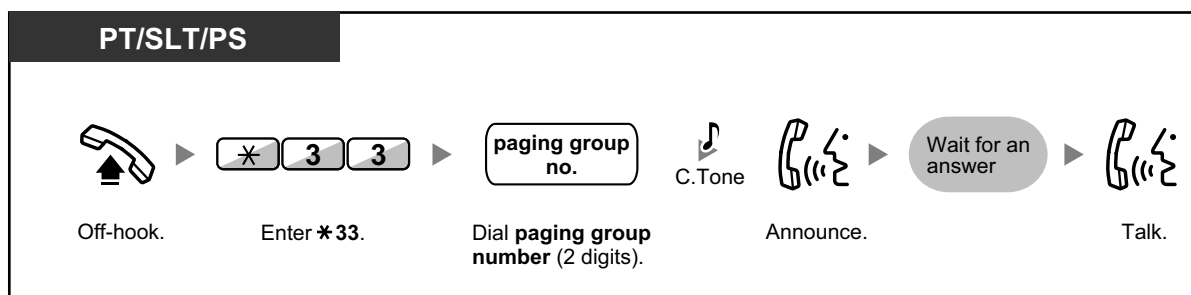 PT/SLT/PS
✳ 3 3
paging group
no.
C.Tone
Wait for an
answer
Off-hook.
Enter ✳33.
Dial paging group
number (2 digits).
Announce.
Talk.